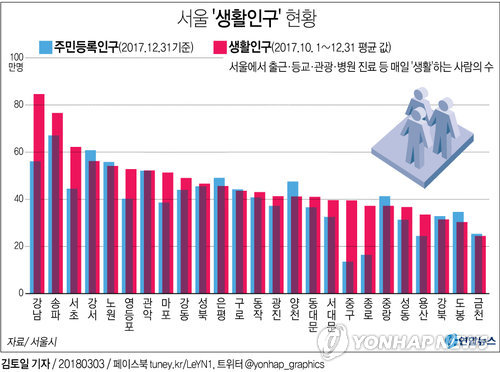 서울 '생활인구' 현황
100
만명
주민등록인구(2017.12.31기준)
생활인구(2017.10. 1~12.31 평균 값)
서울에서 출근·등교·관광·병원 진료 등 매일 '생활'하는 사람의 수
80
60
40
20
0
강남 송파 서초 강서 노원 영등포 관악 마포 강동 성북 은평 구로 동작 광진 양천 동대문 서대문 중구 종로 중랑 성동 용산 강북 도봉 금천
자료/ 서울시
연합뉴스
YONHAP NEWS
김토일 기자 / 20180303 / 페이스북 tuney.kr/LeYN1, 트위터 @yonhap_graphics